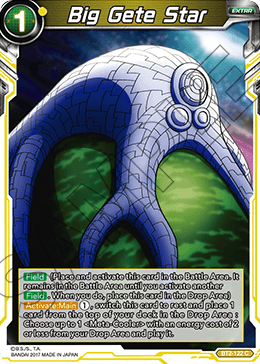 1
Big Gete Star
EXTRA
Field (Place and activate this card in the Battle Area. It
remains in the Battle Area until you activate another
Field. When you do, place this card in the Drop Area)
Activate:Main 1, switch this card to rest and place 1
card from the top of your deck in the Drop Area :
Choose up to 1 <Meta-Cooler> with an energy cost of
2 or less from your Drop Area and play it.
©B.S./S., T.A.
BANDAI 2017 MADE IN JAPAN
BT2-122 C